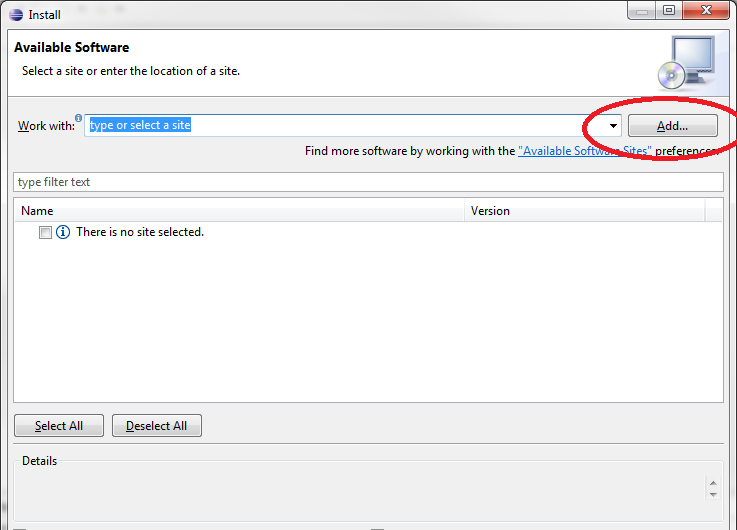 Install
Available Software
Select a site or enter the location of a site.
Work with: type or select a site Add...
Find more software by working with the "Available Software Sites" preferences.
type filter text
Name Version
There is no site selected.
Select All Deselect All
Details